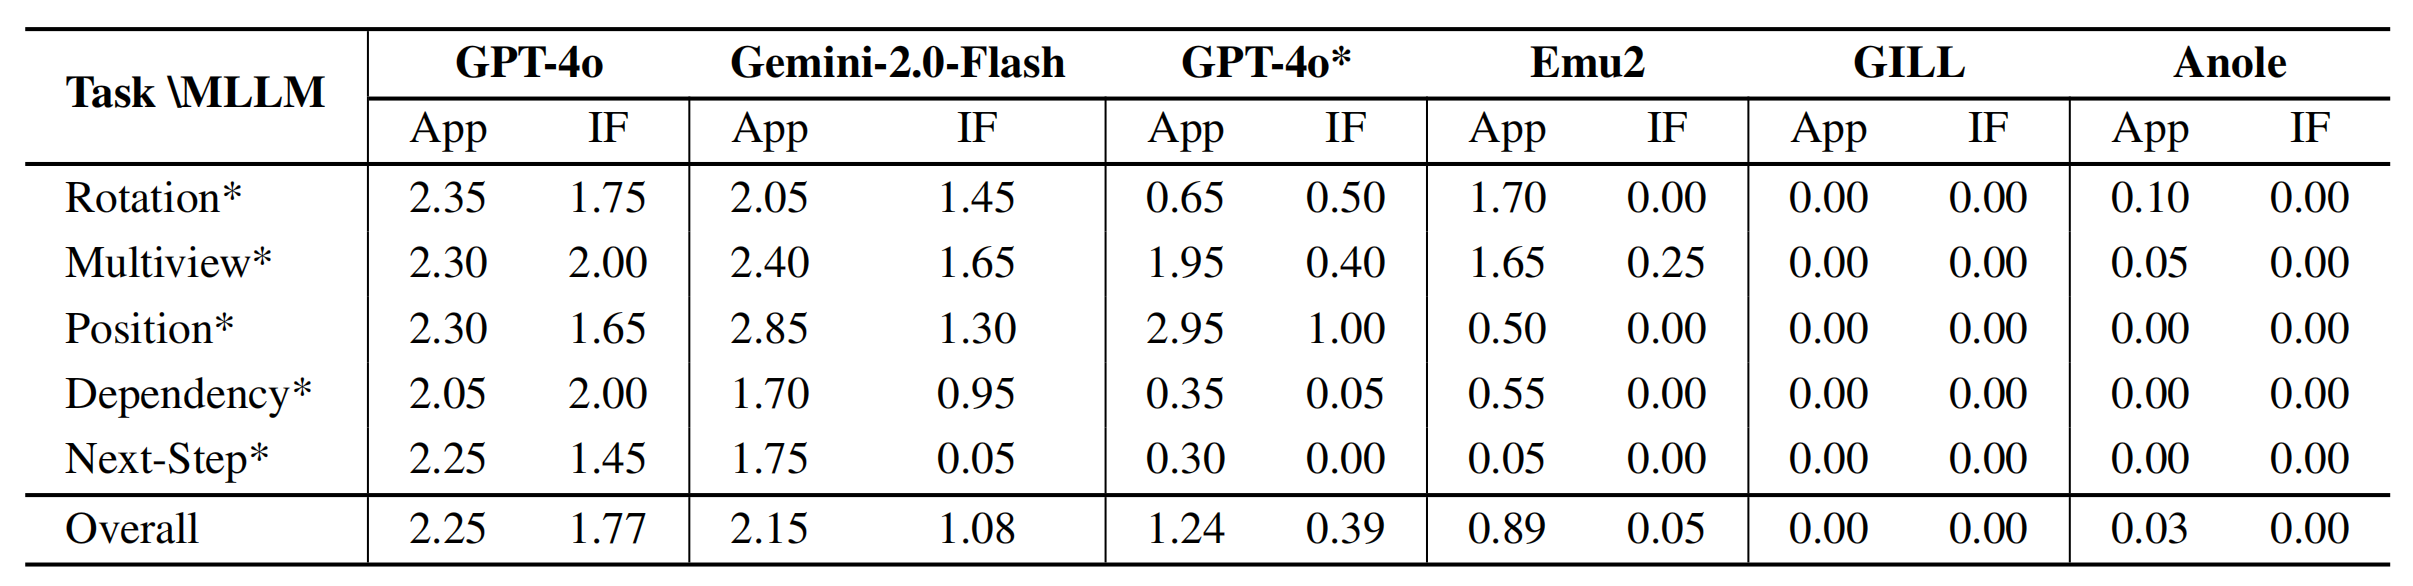 Task \MLLM GPT-4o Gemini-2.0-Flash GPT-4o* Emu2 GILL Anole
App IF App IF App IF App IF App IF App IF
Rotation* 2.35 1.75 2.05 1.45 0.65 0.50 1.70 0.00 0.00 0.00 0.10 0.00
Multiview* 2.30 2.00 2.40 1.65 1.95 0.40 1.65 0.25 0.00 0.00 0.05 0.00
Position* 2.30 1.65 2.85 1.30 2.95 1.00 0.50 0.00 0.00 0.00 0.00 0.00
Dependency* 2.05 2.00 1.70 0.95 0.35 0.05 0.55 0.00 0.00 0.00 0.00 0.00
Next-Step* 2.25 1.45 1.75 0.05 0.30 0.00 0.05 0.00 0.00 0.00 0.00 0.00
Overall 2.25 1.77 2.15 1.08 1.24 0.39 0.89 0.05 0.00 0.00 0.03 0.00